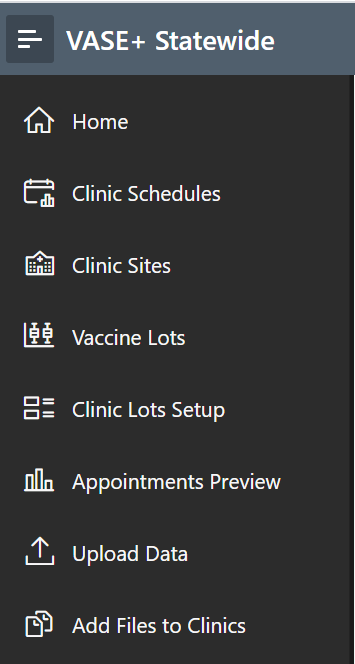 VASE+ Statewide
Home
Clinic Schedules
Clinic Sites
Vaccine Lots
Clinic Lots Setup
Appointments Preview
Upload Data
Add Files to Clinics